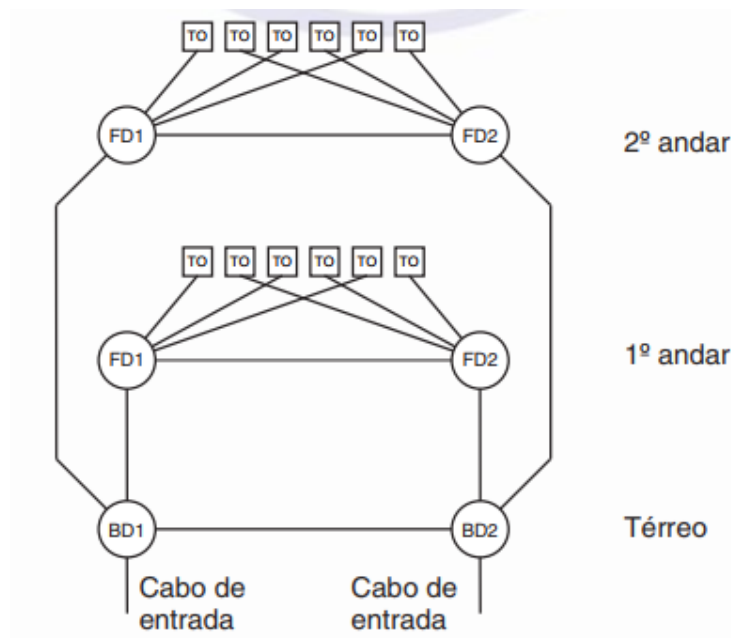 TO TO TO TO TO TO
FD1 FD2 2º andar
TO TO TO TO TO TO
FD1 FD2 1º andar
BD1 BD2 Térreo
Cabo de entrada Cabo de entrada